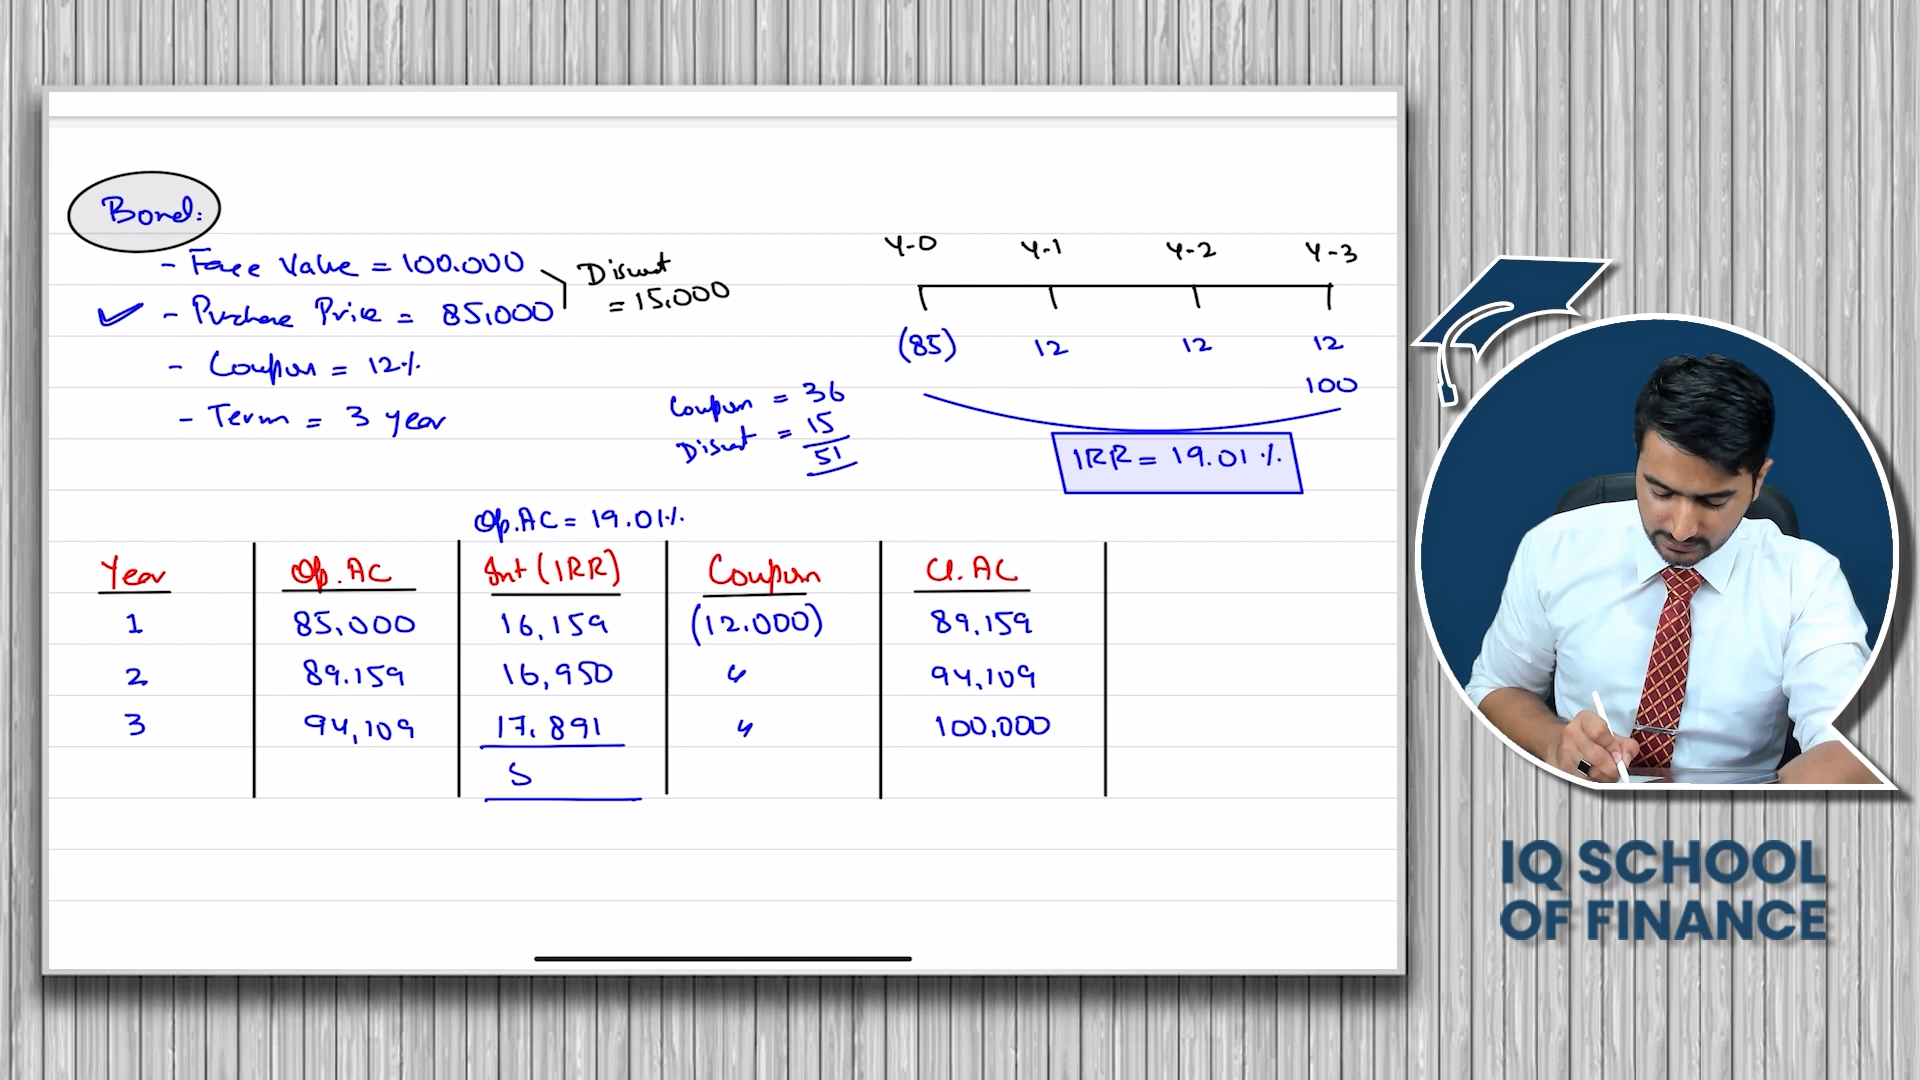 Bond:
- Face Value = 100,000
- Purchase Price = 85,000
Discount
= 15,000
- Coupon = 12%
- Term = 3 year
Y-0 Y-1 Y-2 Y-3
(85) 12 12 12
100
Coupon = 36
Discount = 15
51
IRR = 19.01%
Op.AC = 19.01%
Year Op.AC Int (IRR) Coupon Cl.AC
1 85,000 16,159 (12,000) 89,159
2 89,159 16,950 " 94,109
3 94,109 17,891 " 100,000
5
IQ SCHOOL
OF FINANCE